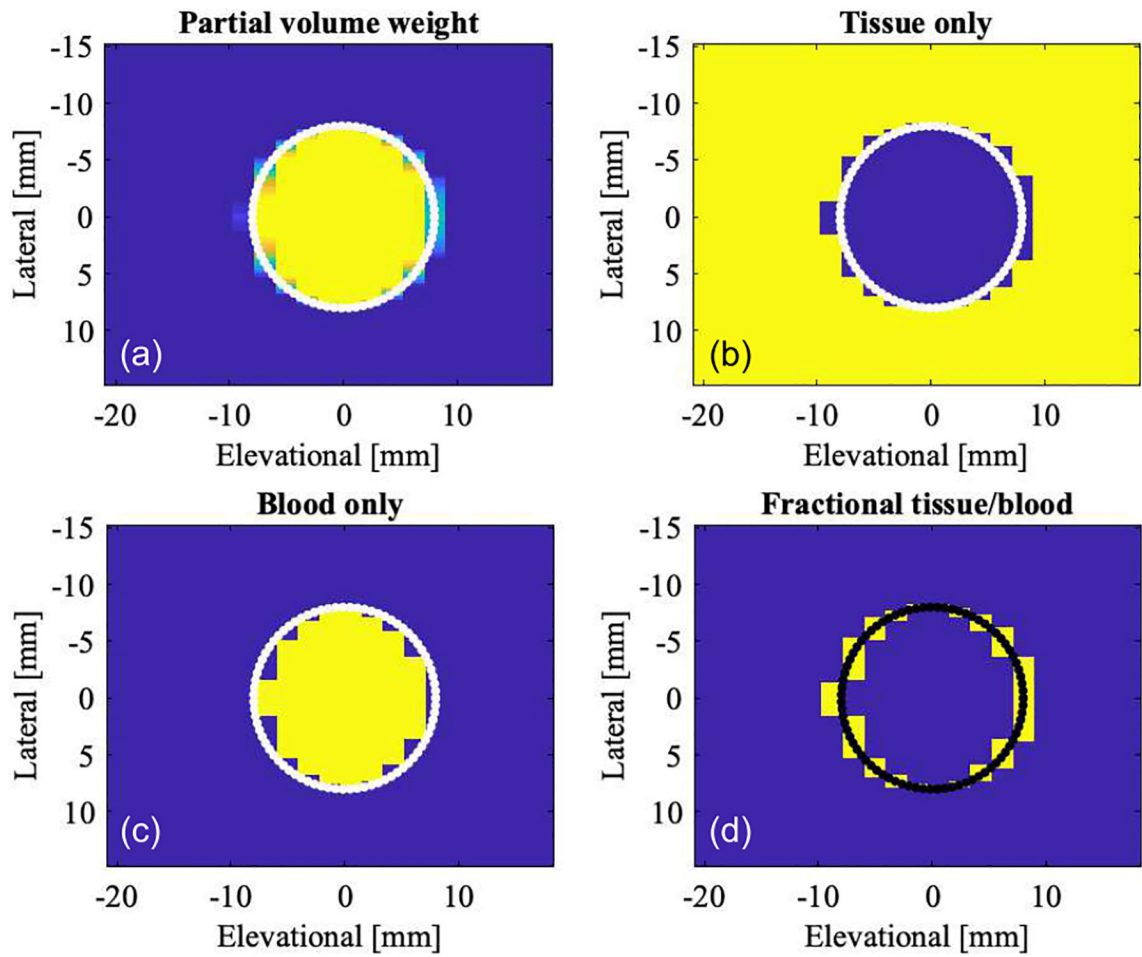 Partial volume weight
Tissue only
-15
-10
-5
0
5
10
Lateral [mm]
(a)
-20
-10
0
10
Elevational [mm]
-15
-10
-5
0
5
10
Lateral [mm]
(b)
-20
-10
0
10
Elevational [mm]
Blood only
Fractional tissue/blood
-15
-10
-5
0
5
10
Lateral [mm]
(c)
-20
-10
0
10
Elevational [mm]
-15
-10
-5
0
5
10
Lateral [mm]
(d)
-20
-10
0
10
Elevational [mm]